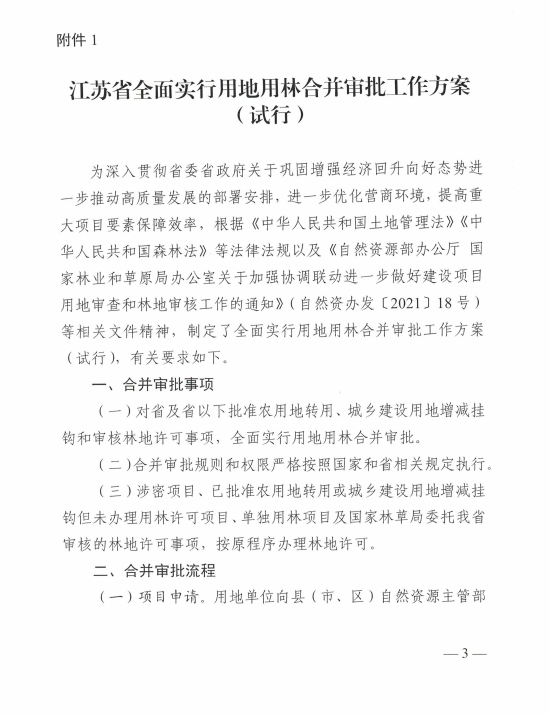 附件 1
江苏省全面实行用地用林合并审批工作方案
（试行）
为深入贯彻省委省政府关于巩固增强经济回升向好态势进
一步推动高质量发展的部署安排，进一步优化营商环境，提高重
大项目要素保障效率，根据《中华人民共和国土地管理法》《中
华人民共和国森林法》等法律法规以及《自然资源部办公厅 国
家林业和草原局办公室关于加强协调联动进一步做好建设项目
用地审查和林地审核工作的通知》（自然资办发〔2021〕18 号）
等相关文件精神，制定了全面实行用地用林合并审批工作方案
（试行），有关要求如下。
一、合并审批事项
（一）对省及省以下批准农用地转用、城乡建设用地增减挂
钩和审核林地许可事项，全面实行用地用林合并审批。
（二）合并审批规则和权限严格按照国家和省相关规定执行。
（三）涉密项目、已批准农用地转用或城乡建设用地增减挂
钩但未办理用林许可项目、单独用林项目及国家林草局委托我省
审核的林地许可事项，按原程序办理林地许可。
二、合并审批流程
（一）项目申请。用地单位向县（市、区）自然资源主管部
— 3 —